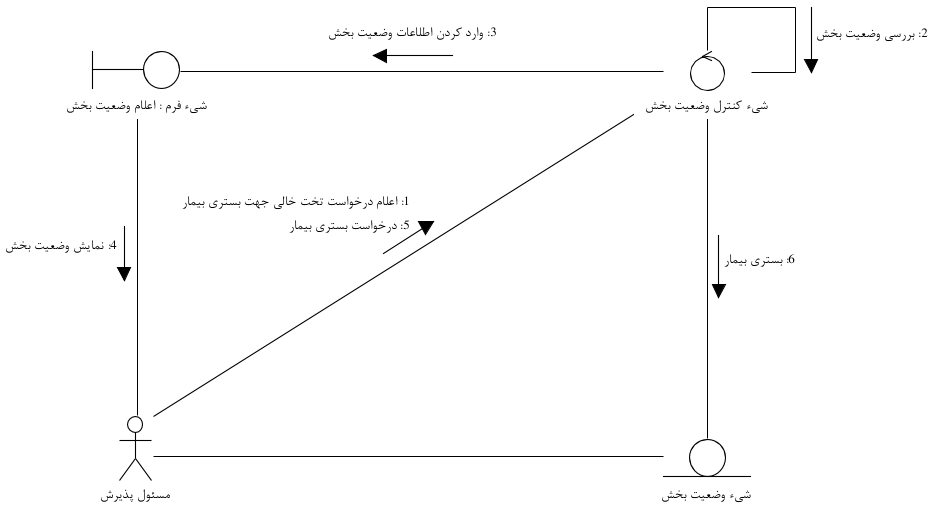 3: وارد کردن اطلاعات وضعیت بخش
2: بررسی وضعیت بخش
شیء فرم : اعلام وضعیت بخش
شیء کنترل وضعیت بخش
1: اعلام درخواست تخت خالی جهت بستری بیمار
5: درخواست بستری بیمار
4: نمایش وضعیت بخش
6: بستری بیمار
مسئول پذیرش
شیء وضعیت بخش